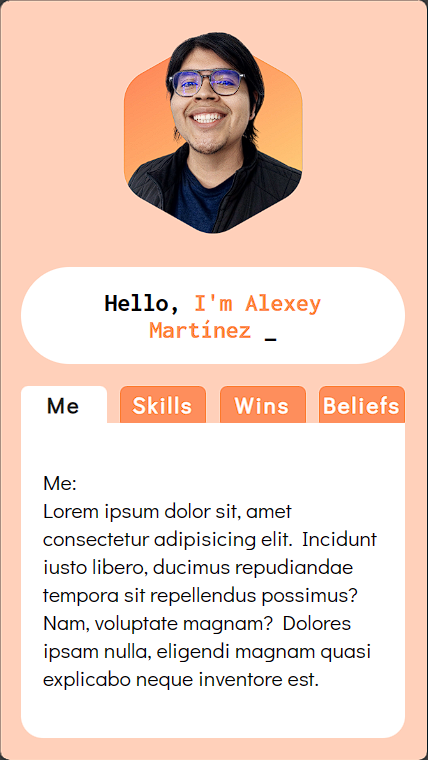 Hello, I'm Alexey
Martínez _
Me Skills Wins Beliefs
Me:
Lorem ipsum dolor sit, amet
consectetur adipisicing elit. Incidunt
iusto libero, ducimus repudiandae
tempora sit repellendus possimus?
Nam, voluptate magnam? Dolores
ipsam nulla, eligendi magnam quasi
explicabo neque inventore est.